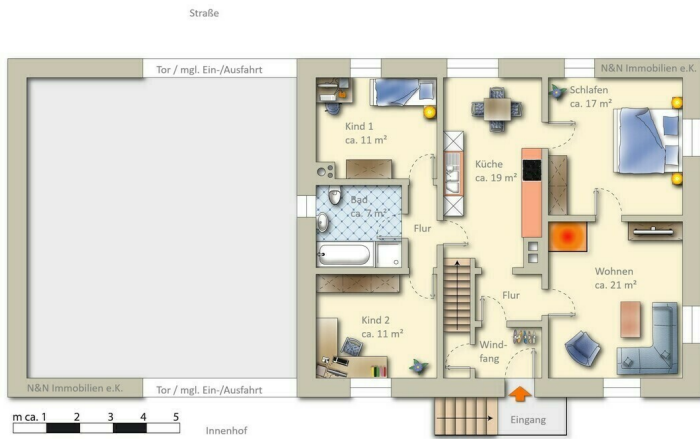 Straße
Tor / mgl. Ein-/Ausfahrt
N&N Immobilien e.K.
Schlafen
ca. 17 m²
Kind 1
ca. 11 m²
Küche
ca. 19 m²
Bad
ca. 7 m²
Flur
Wohnen
ca. 21 m²
Flur
Kind 2
ca. 11 m²
Wind-
fang
N&N Immobilien e.K.
Tor / mgl. Ein-/Ausfahrt
m ca. 1 2 3 4 5
Innenhof
Eingang